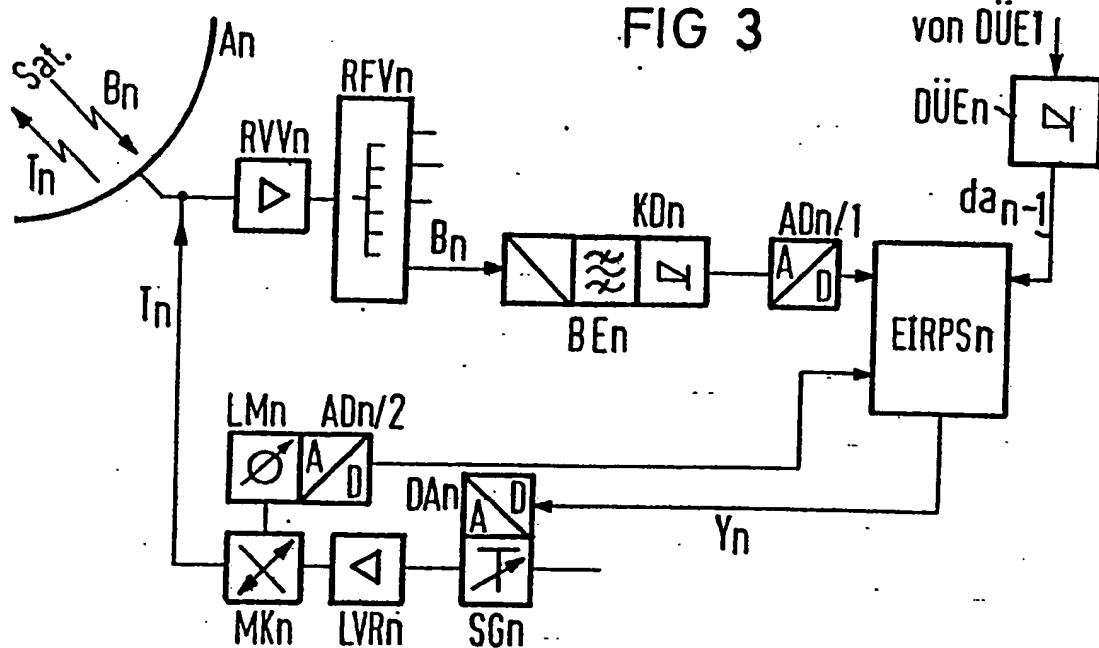 FIG 3
von DÜE1
An
Sat.
Bn
Tn
RFVn
RVVn
DÜEn
da n-1
KDn
ADn/1
Bn
A
D
BEn
EIRPSn
Tn
LMn
ADn/2
A
D
DAn
D
A
Yn
MKn
LVRn
SGn